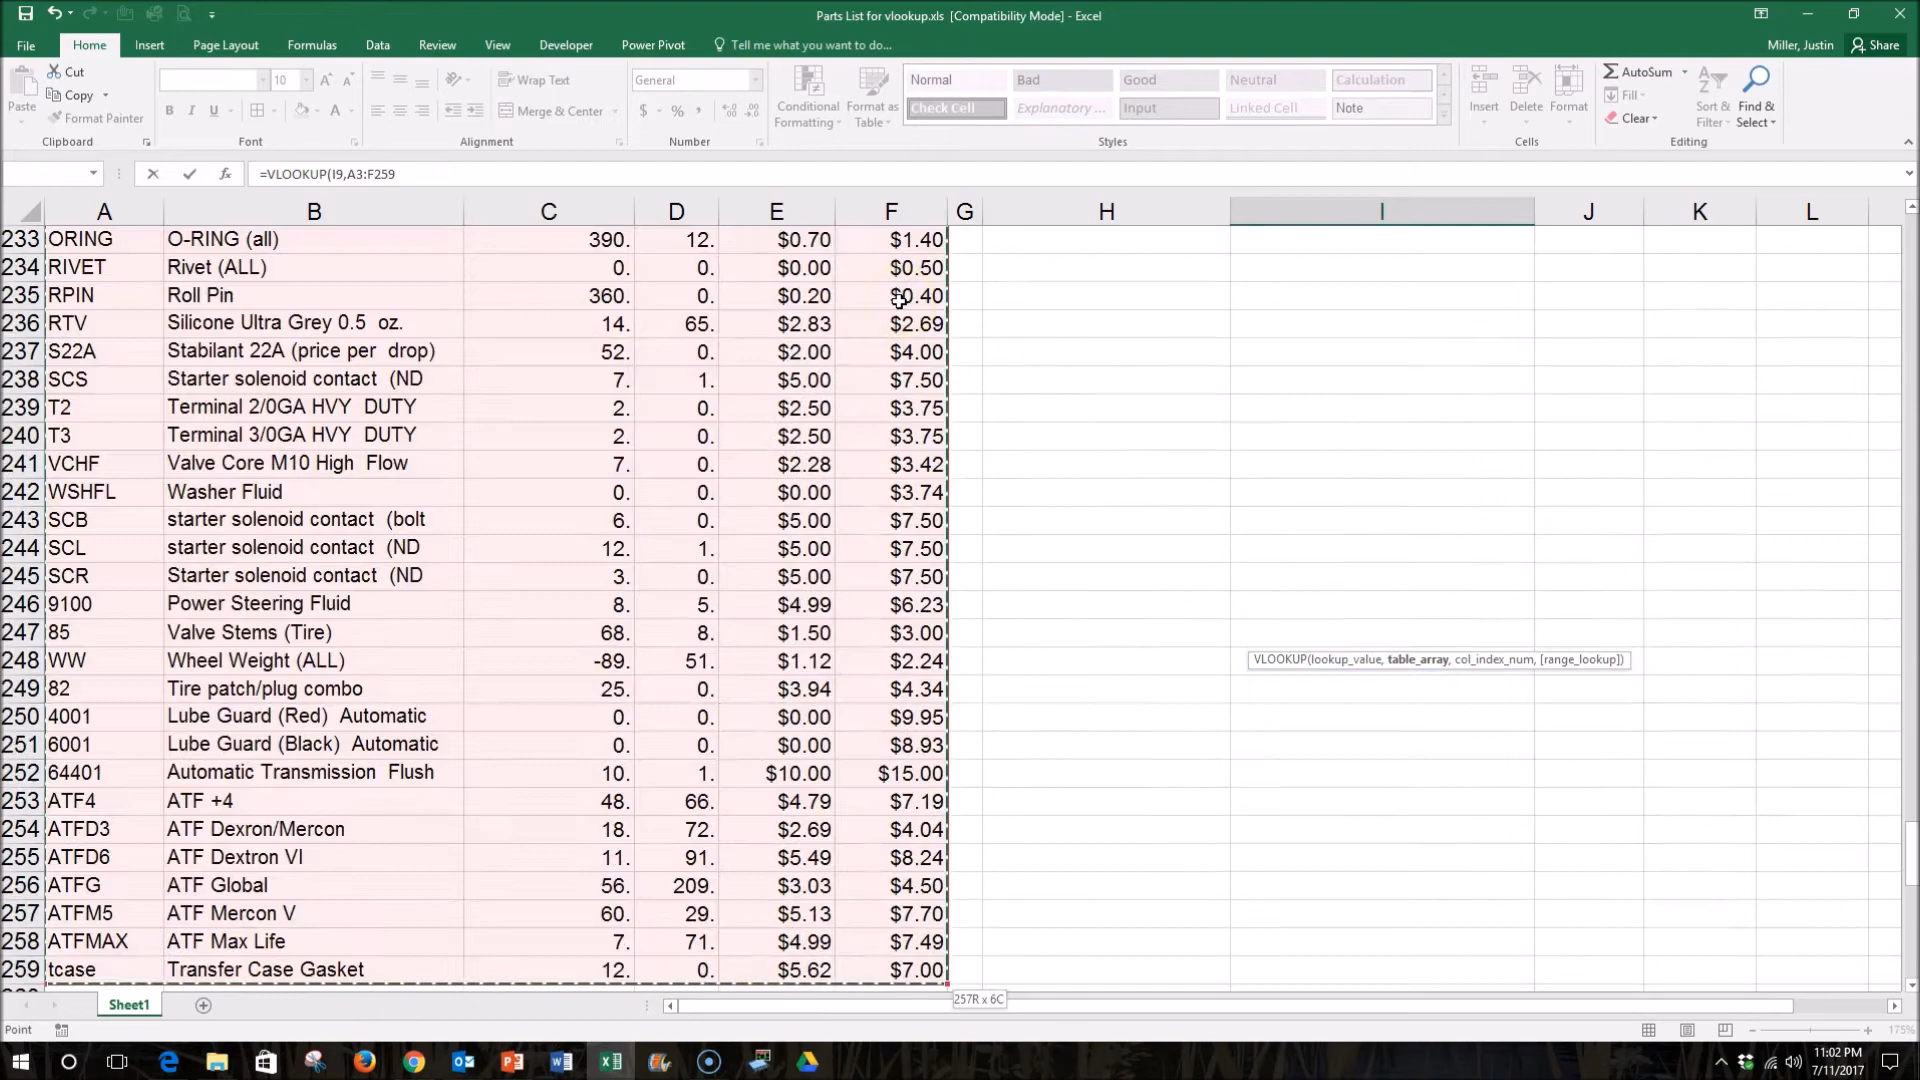 Parts List for vlookup.xls [Compatibility Mode] - Excel
File Home Insert Page Layout Formulas Data Review View Developer Power Pivot Tell me what you want to do... Miller, Justin Share
Cut
Copy
Format Painter
Paste
Clipboard
10
B I U
Font
Wrap Text
Merge & Center
Alignment
General
$ % ,
Number
Conditional Formatting
Format as Table
Normal Bad Good Neutral Calculation
Check Cell Explanatory ... Input Linked Cell Note
Styles
Insert Delete Format
Cells
AutoSum
Fill
Clear
Sort & Filter
Find & Select
Editing
=VLOOKUP(I9,A3:F259
A B C D E F G H I J K L
233 ORING O-RING (all) 390. 12. $0.70 $1.40
234 RIVET Rivet (ALL) 0. 0. $0.00 $0.50
235 RPIN Roll Pin 360. 0. $0.20 $0.40
236 RTV Silicone Ultra Grey 0.5 oz. 14. 65. $2.83 $2.69
237 S22A Stabilant 22A (price per drop) 52. 0. $2.00 $4.00
238 SCS Starter solenoid contact (ND 7. 1. $5.00 $7.50
239 T2 Terminal 2/0GA HVY DUTY 2. 0. $2.50 $3.75
240 T3 Terminal 3/0GA HVY DUTY 2. 0. $2.50 $3.75
241 VCHF Valve Core M10 High Flow 7. 0. $2.28 $3.42
242 WSHFL Washer Fluid 0. 0. $0.00 $3.74
243 SCB starter solenoid contact (bolt 6. 0. $5.00 $7.50
244 SCL starter solenoid contact (ND 12. 1. $5.00 $7.50
245 SCR Starter solenoid contact (ND 3. 0. $5.00 $7.50
246 9100 Power Steering Fluid 8. 5. $4.99 $6.23
247 85 Valve Stems (Tire) 68. 8. $1.50 $3.00
248 WW Wheel Weight (ALL) -89. 51. $1.12 $2.24
249 82 Tire patch/plug combo 25. 0. $3.94 $4.34
250 4001 Lube Guard (Red) Automatic 0. 0. $0.00 $9.95
251 6001 Lube Guard (Black) Automatic 0. 0. $0.00 $8.93
252 64401 Automatic Transmission Flush 10. 1. $10.00 $15.00
253 ATF4 ATF +4 48. 66. $4.79 $7.19
254 ATFD3 ATF Dexron/Mercon 18. 72. $2.69 $4.04
255 ATFD6 ATF Dextron VI 11. 91. $5.49 $8.24
256 ATFG ATF Global 56. 209. $3.03 $4.50
257 ATFM5 ATF Mercon V 60. 29. $5.13 $7.70
258 ATFMAX ATF Max Life 7. 71. $4.99 $7.49
259 tcase Transfer Case Gasket 12. 0. $5.62 $7.00
VLOOKUP(lookup_value, table_array, col_index_num, [range_lookup])
257R x 6C
Sheet1
Point
175%
11:02 PM
7/11/2017